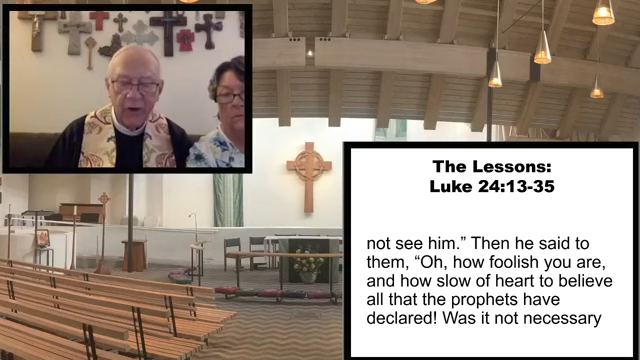 The Lessons:
Luke 24:13-35
not see him.” Then he said to
them, “Oh, how foolish you are,
and how slow of heart to believe
all that the prophets have
declared! Was it not necessary